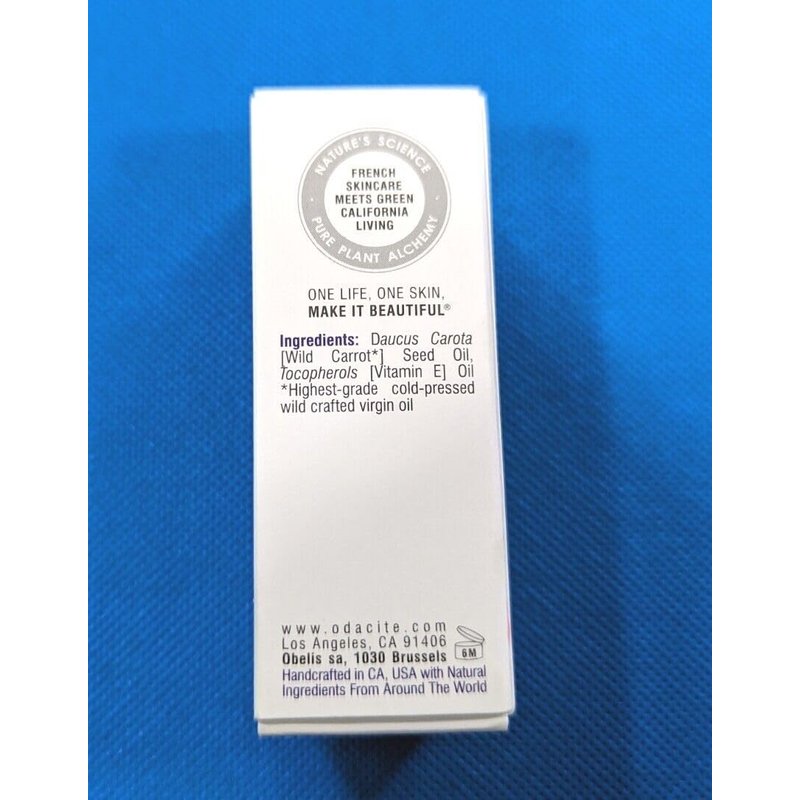 NATURE'S SCIENCE
FRENCH
SKINCARE
MEETS GREEN
CALIFORNIA
LIVING
PURE PLANT ALCHEMY
ONE LIFE, ONE SKIN,
MAKE IT BEAUTIFUL®
Ingredients: Daucus Carota
[Wild Carrot*] Seed Oil,
Tocopherols [Vitamin E] Oil
*Highest-grade cold-pressed
wild crafted virgin oil
www.odacite.com
Los Angeles, CA 91406
Obelis sa, 1030 Brussels
6M
Handcrafted in CA, USA with Natural
Ingredients From Around The World